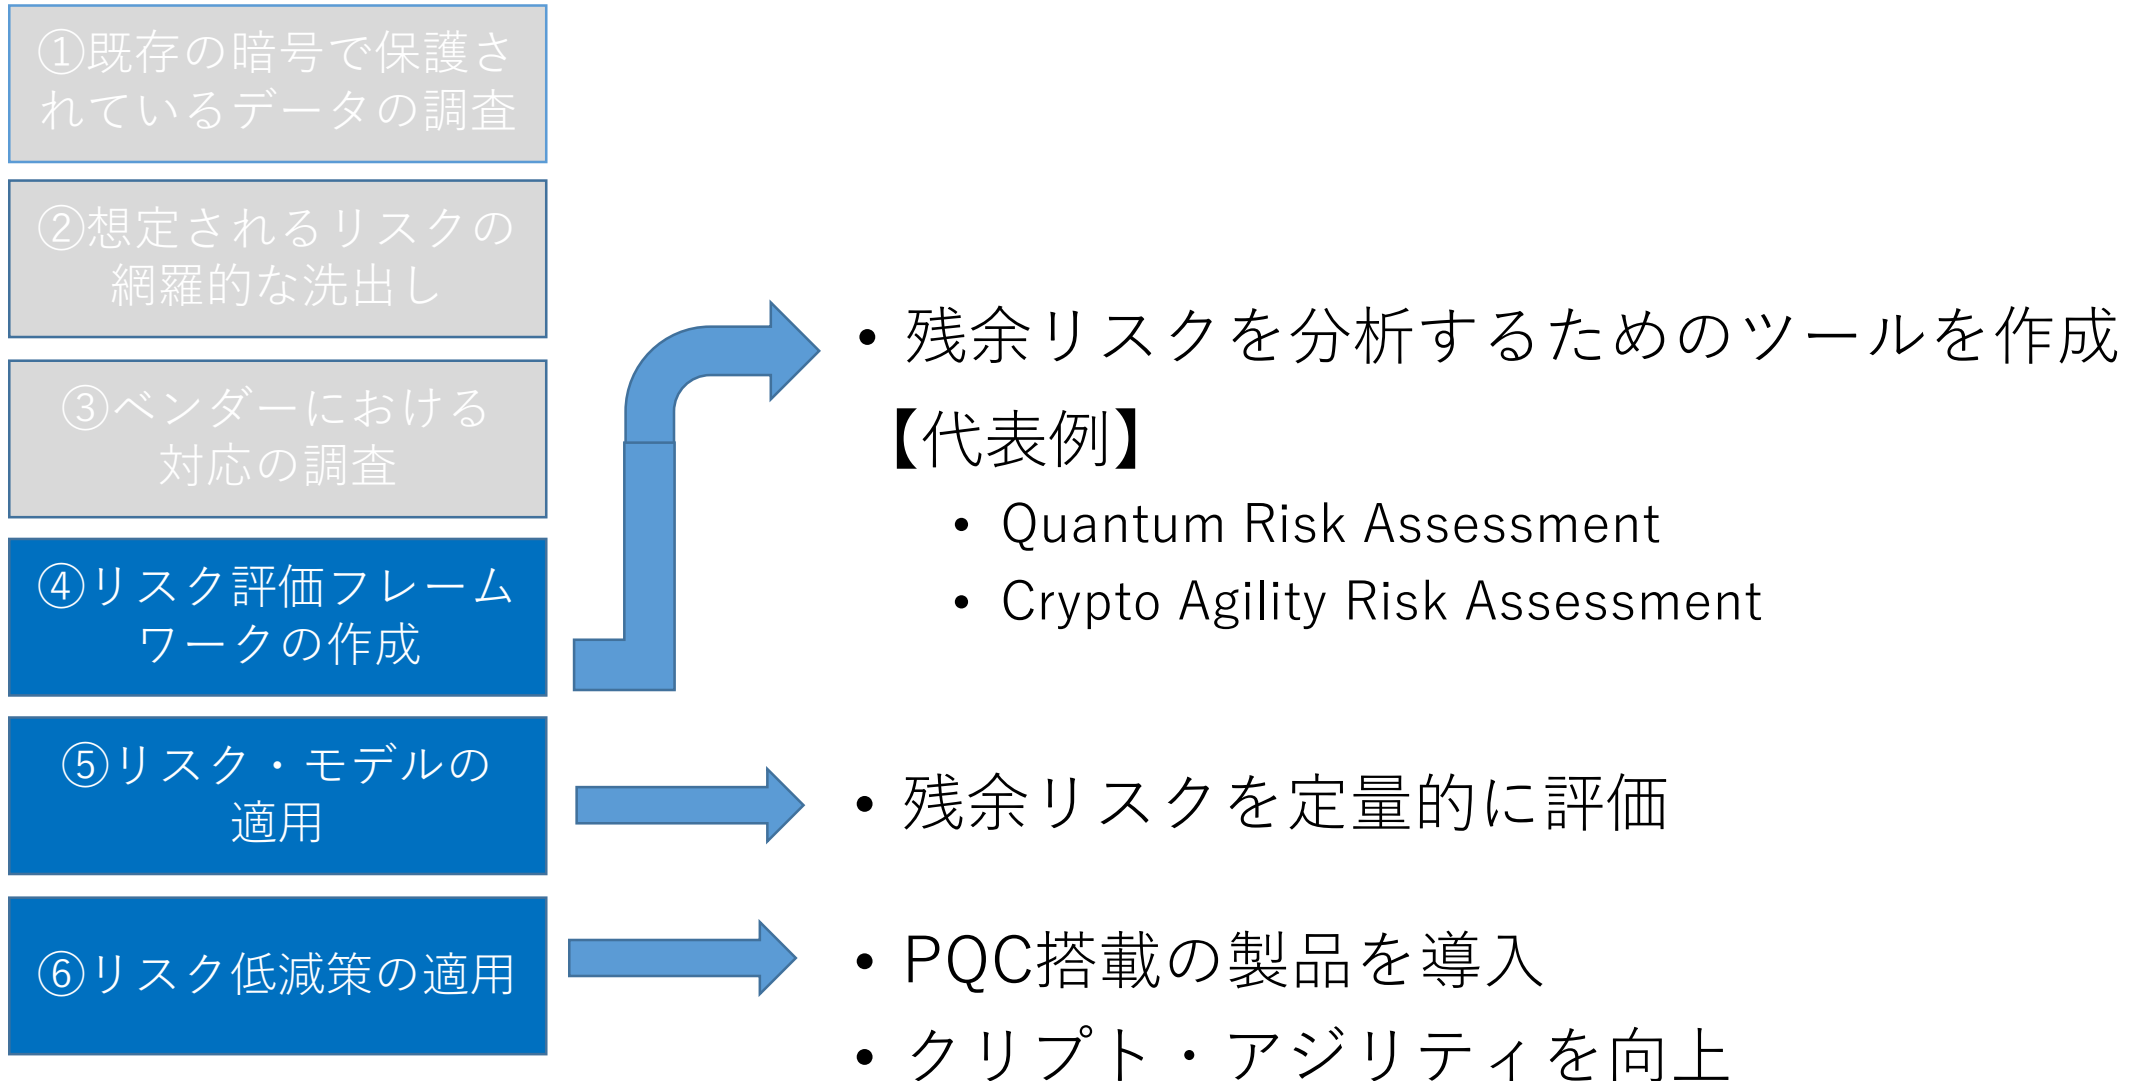 ①既存の暗号で保護さ
れているデータの調査
②想定されるリスクの
網羅的な洗出し
③ベンダーにおける
対応の調査
④リスク評価フレーム
ワークの作成
• 残余リスクを分析するためのツールを作成
【代表例】
• Quantum Risk Assessment
• Crypto Agility Risk Assessment
⑤リスク・モデルの
適用
• 残余リスクを定量的に評価
⑥リスク低減策の適用
• PQC搭載の製品を導入
• クリプト・アジリティを向上